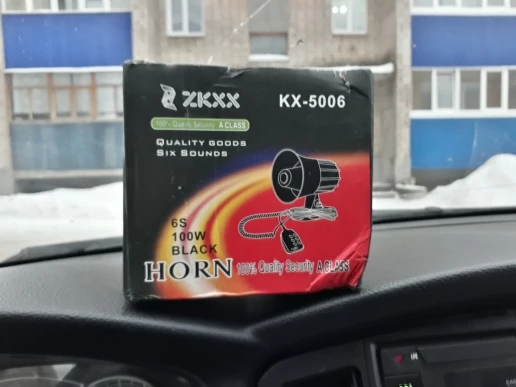 ZKXX
KX-5006
100% Quality Security A CLASS
QUALITY GOODS
SIX SOUNDS
6S
100W
BLACK
HORN 100% Quality Security A CLASS